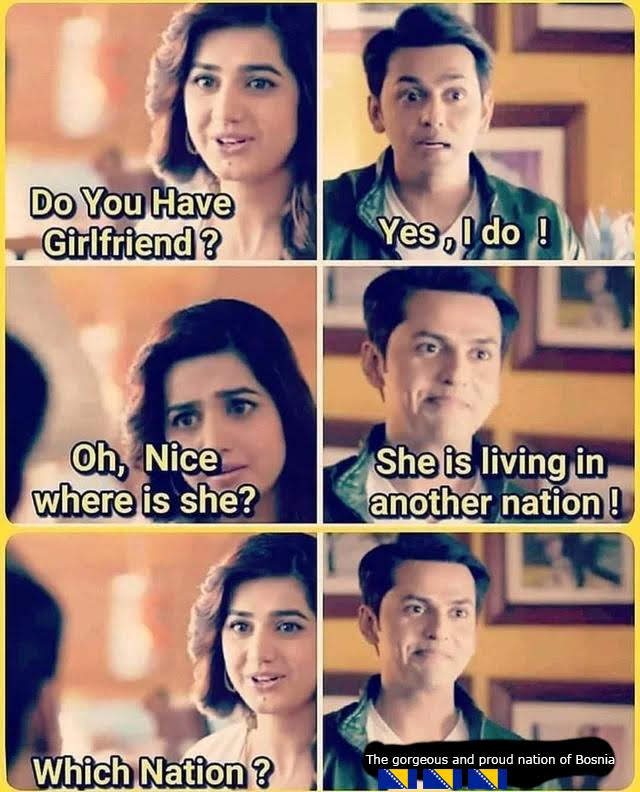 Do You Have
Girlfriend ?
Yes , I do !
Oh, Nice
where is she?
She is living in
another nation !
Which Nation ?
The gorgeous and proud nation of Bosnia